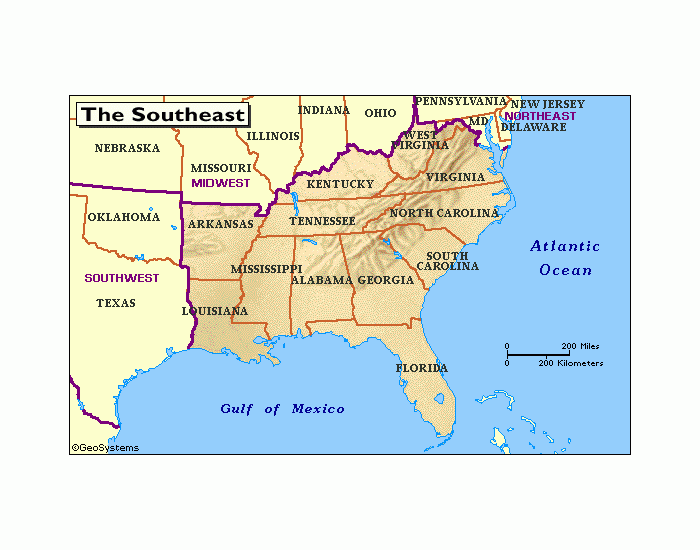 The Southeast
PENNSYLVANIA
NEW JERSEY
INDIANA
OHIO
NORTHEAST
MD
DELAWARE
ILLINOIS
WEST
VIRGINIA
NEBRASKA
MISSOURI
MIDWEST
KENTUCKY
VIRGINIA
OKLAHOMA
ARKANSAS
TENNESSEE
NORTH CAROLINA
Atlantic
Ocean
SOUTH
CAROLINA
MISSISSIPPI
SOUTHWEST
ALABAMA
GEORGIA
TEXAS
LOUISIANA
0 200 Miles
0 200 Kilometers
FLORIDA
Gulf of Mexico
©GeoSystems